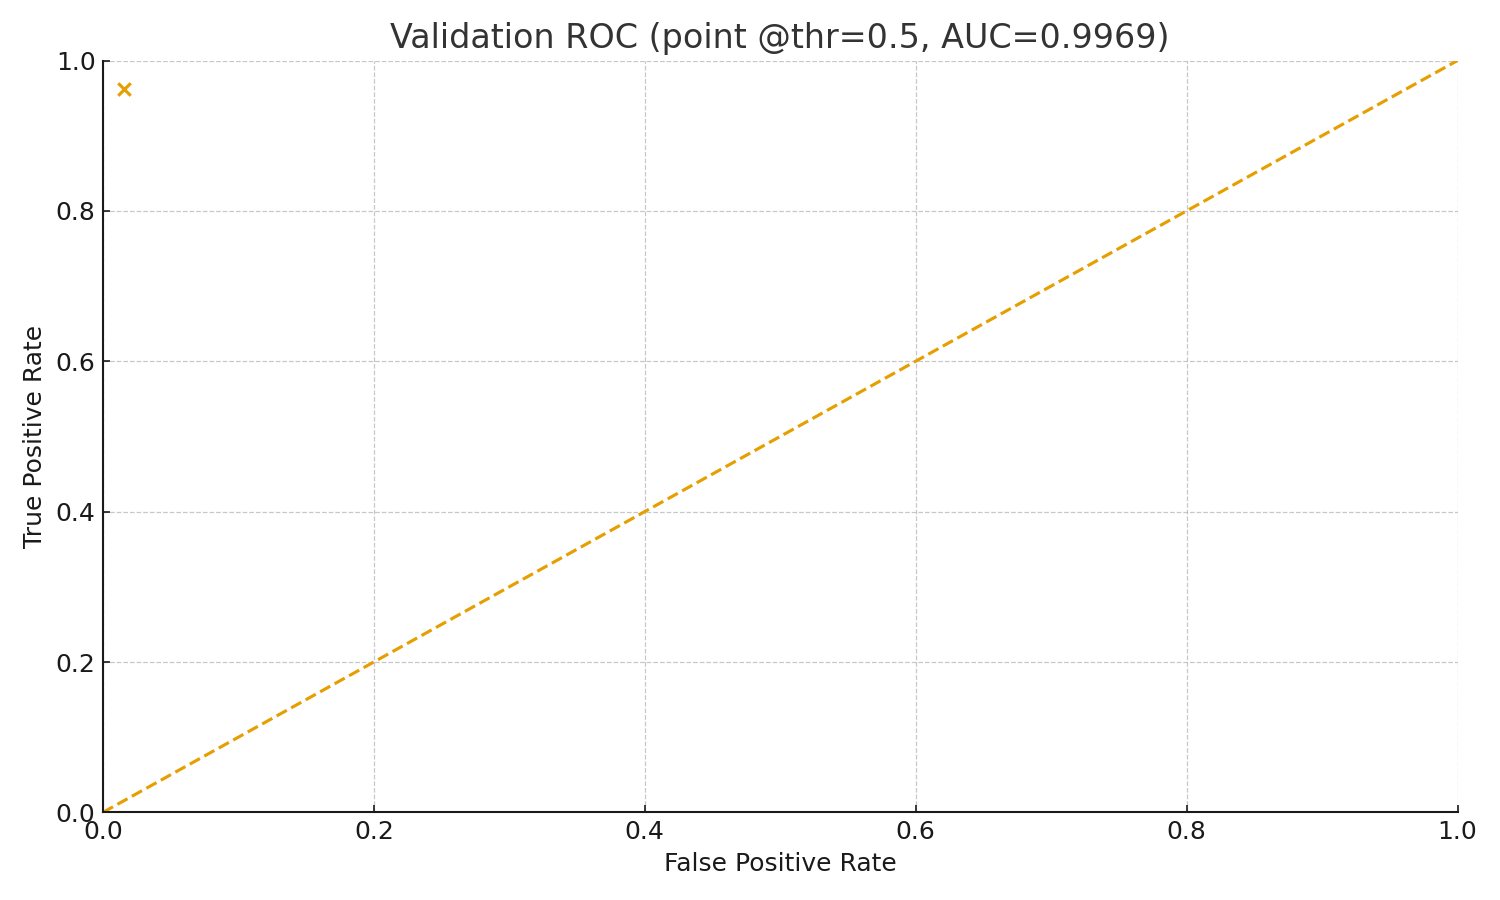 Validation ROC (point @thr=0.5, AUC=0.9969)
1.0
0.8
0.6
0.4
0.2
0.0
True Positive Rate
0.0 0.2 0.4 0.6 0.8 1.0
False Positive Rate